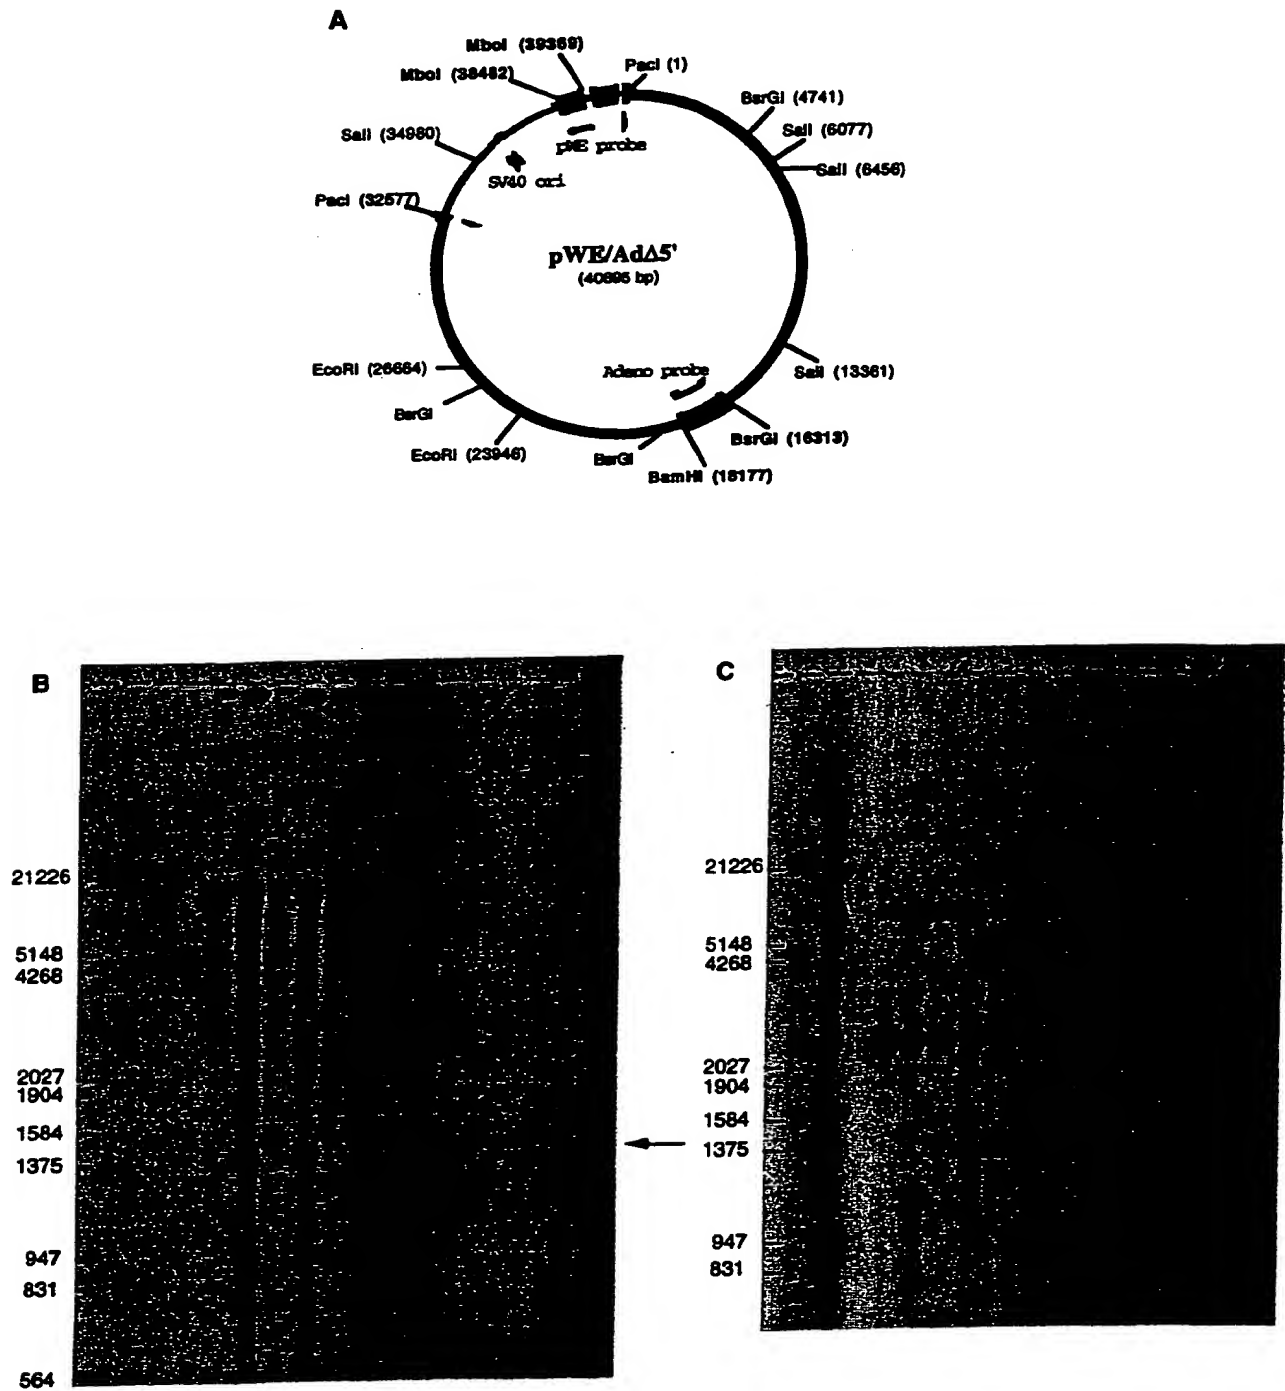 A
MboI (39369)
MboI (38482)
PacI (1)
BsrGI (4741)
SalI (6077)
SalI (6456)
SalI (34980)
pWE probe
SV40 ori
PacI (32577)
pWE/AdΔ5'
(40895 bp)
EcoRI (26664)
Adeno probe
SalI (13361)
BsrGI
BsrGI (16313)
EcoRI (23946)
BsrGI
BamHI (18177)
B
21226
5148
4268
2027
1904
1584
1375
947
831
564
C
21226
5148
4268
2027
1904
1584
1375
947
831